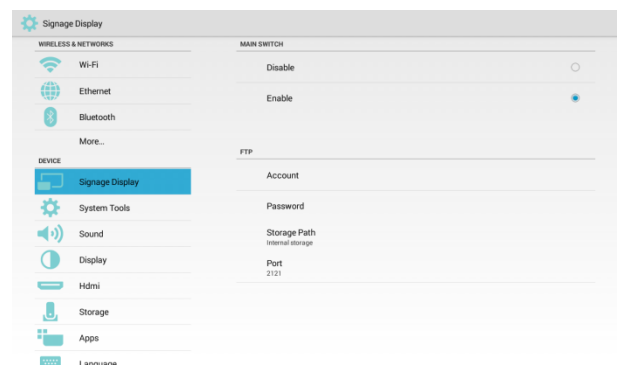 Signage Display
WIRELESS & NETWORKS
Wi-Fi
Ethernet
Bluetooth
More...
DEVICE
Signage Display
System Tools
Sound
Display
Hdmi
Storage
Apps
Language
MAIN SWITCH
Disable
Enable
FTP
Account
Password
Storage Path
Internal storage
Port
2121